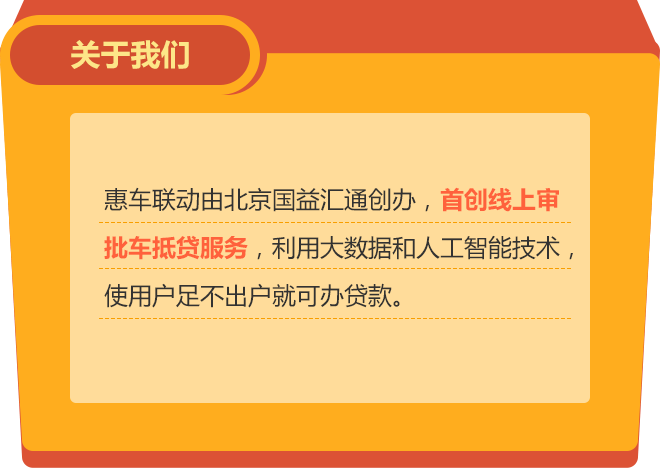 关于我们
惠车联动由北京国益汇通创办，首创线上审
批车抵贷服务，利用大数据和人工智能技术，
使用户足不出户就可办贷款。